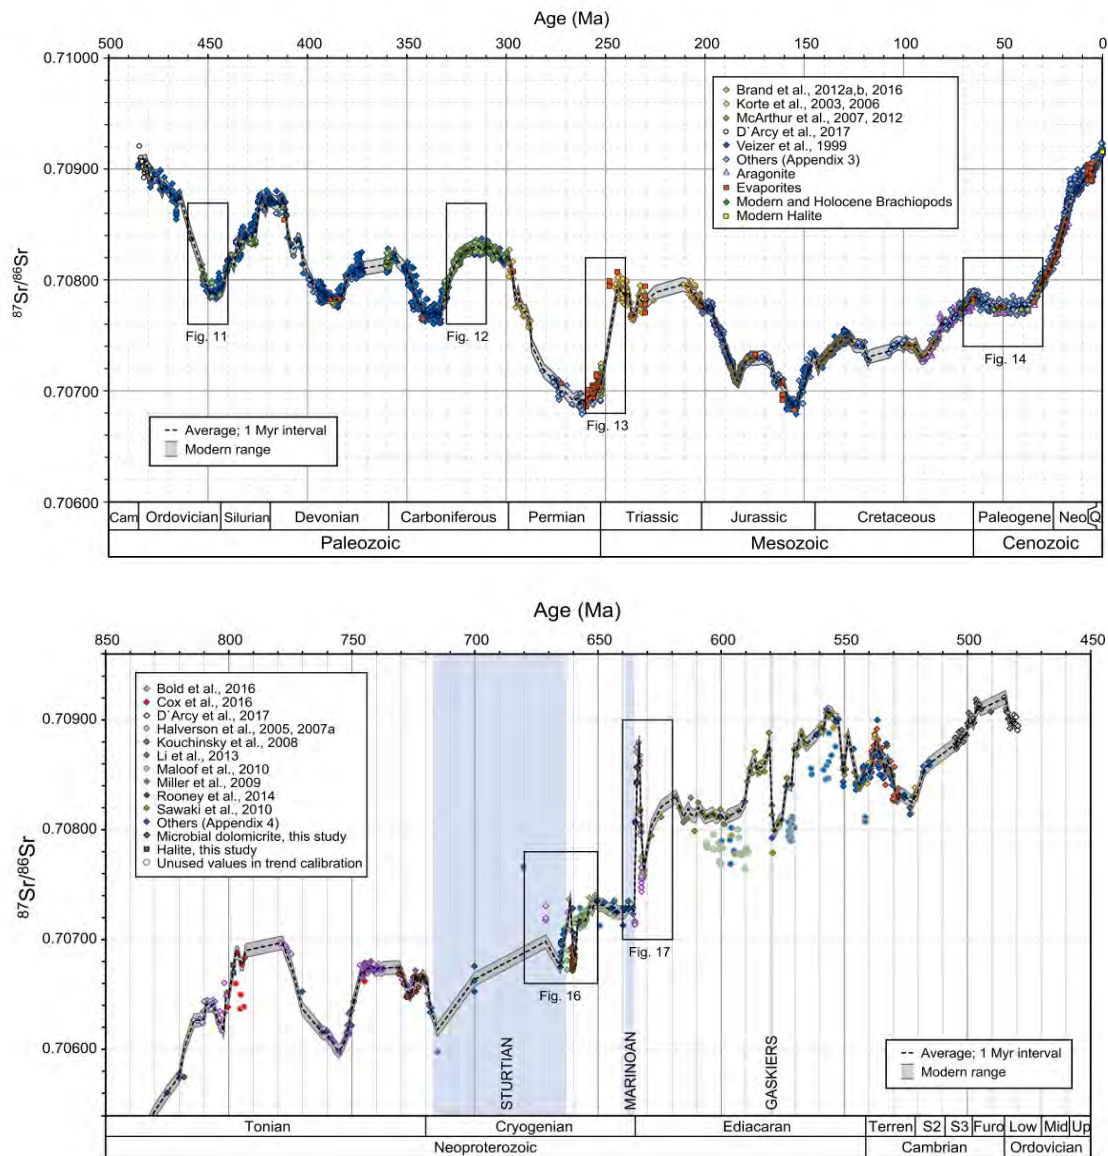 Age (Ma)
500 450 400 350 300 250 200 150 100 50 0
0.71000
0.70900
0.70800
0.70700
0.70600
87Sr/86Sr
Brand et al., 2012a,b, 2016
Korte et al., 2003, 2006
McArthur et al., 2007, 2012
D`Arcy et al., 2017
Veizer et al., 1999
Others (Appendix 3)
Aragonite
Evaporites
Modern and Holocene Brachiopods
Modern Halite
Fig. 11
Fig. 12
Fig. 13
Fig. 14
Average; 1 Myr interval
Modern range
Cam Ordovician Silurian Devonian Carboniferous Permian Triassic Jurassic Cretaceous Paleogene Neo Q
Paleozoic Mesozoic Cenozoic
Age (Ma)
850 800 750 700 650 600 550 500 450
0.70900
0.70800
0.70700
0.70600
87Sr/86Sr
Bold et al., 2016
Cox et al., 2016
D`Arcy et al., 2017
Halverson et al., 2005, 2007a
Kouchinsky et al., 2008
Li et al., 2013
Maloof et al., 2010
Miller et al., 2009
Rooney et al., 2014
Sawaki et al., 2010
Others (Appendix 4)
Microbial dolomicrite, this study
Halite, this study
Unused values in trend calibration
Fig. 16
Fig. 17
STURTIAN
MARINOAN
GASKIERS
Average; 1 Myr interval
Modern range
Tonian Cryogenian Ediacaran Terren S2 S3 Furo Low Mid Up
Neoproterozoic Cambrian Ordovician